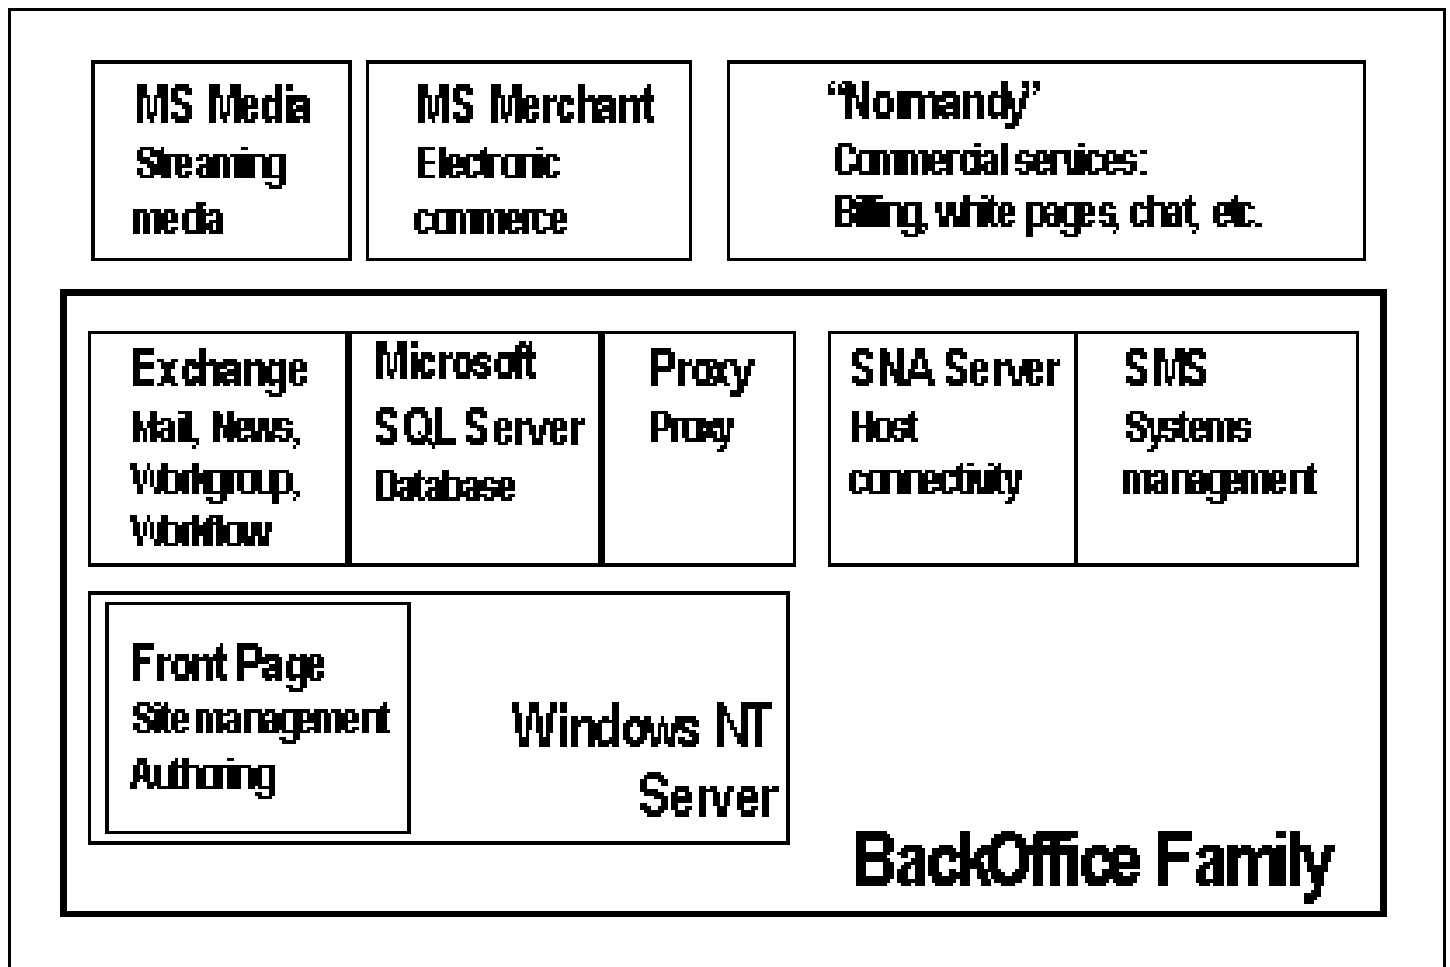 MS Media
Streaming
media
MS Merchant
Electronic
commerce
“Normandy”
Commercial services:
Billing, white pages, chat, etc.
Exchange
Mail, News,
Workgroup,
Workflow
Microsoft
SQL Server
Database
Proxy
Proxy
SNA Server
Host
connectivity
SMS
Systems
management
Front Page
Site management
Authoring
Windows NT
Server
BackOffice Family